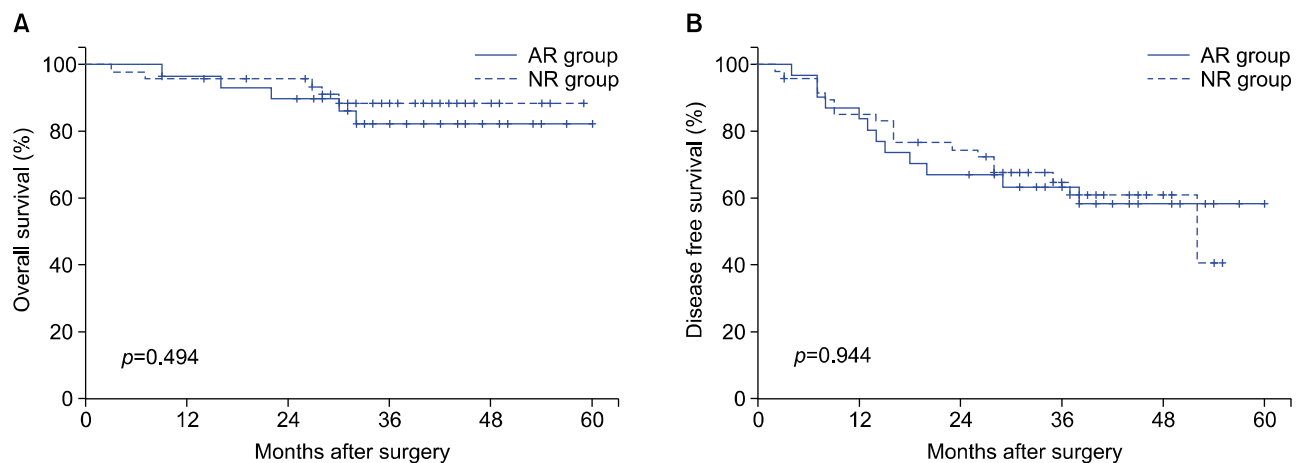 A
Overall survival (%)
100
80
60
40
20
0
AR group
NR group
p=0.494
0 12 24 36 48 60
Months after surgery
B
Disease free survival (%)
100
80
60
40
20
0
AR group
NR group
p=0.944
0 12 24 36 48 60
Months after surgery